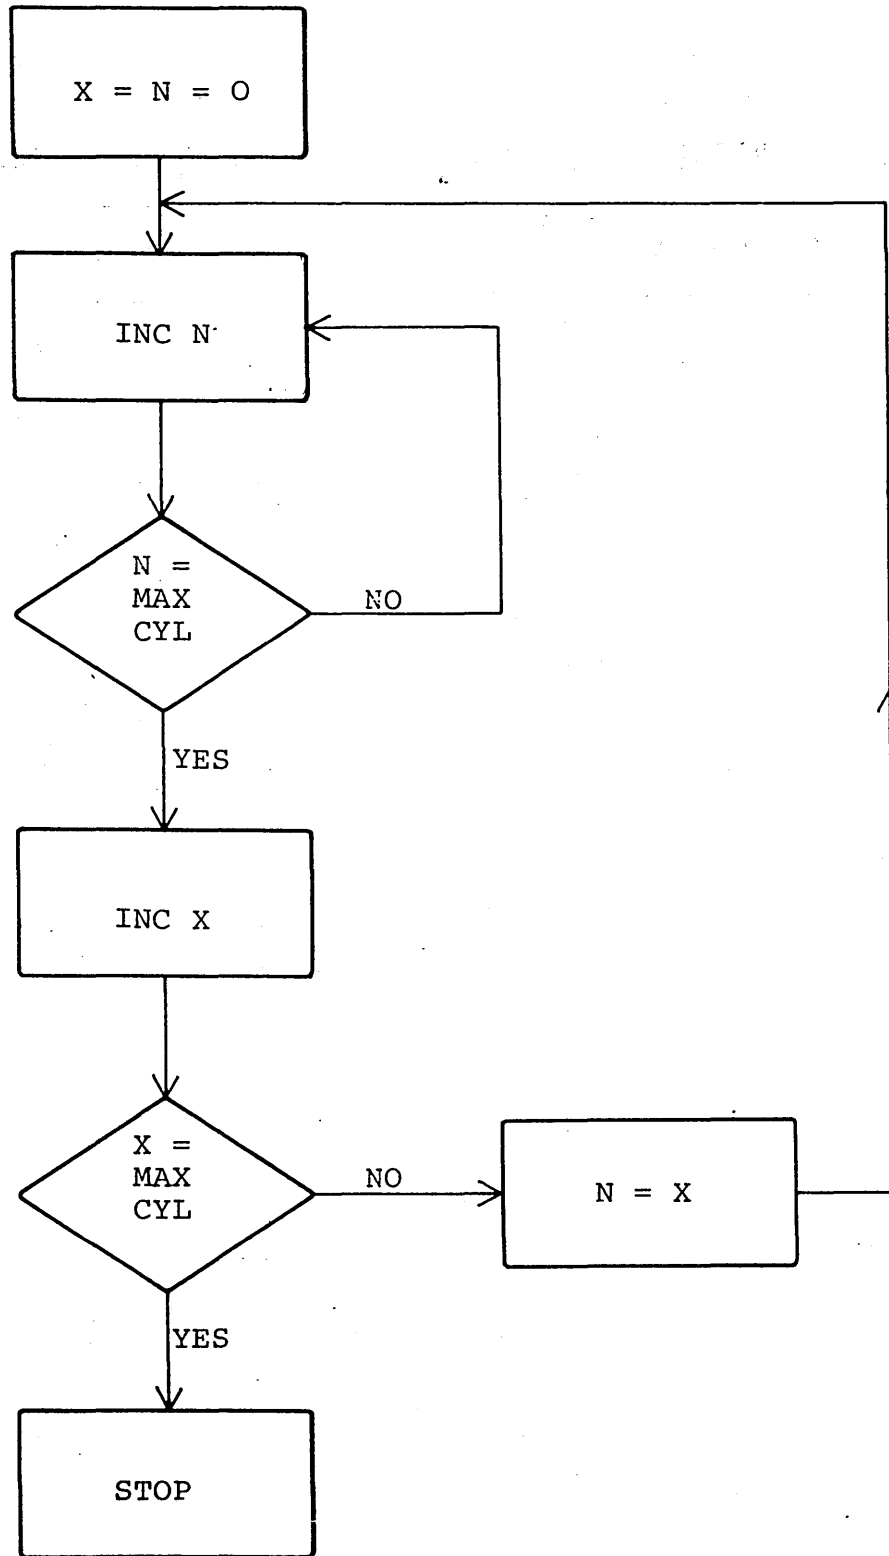 X = N = O
INC N
N =
MAX
CYL
NO
YES
INC X
X =
MAX
CYL
NO
N = X
YES
STOP